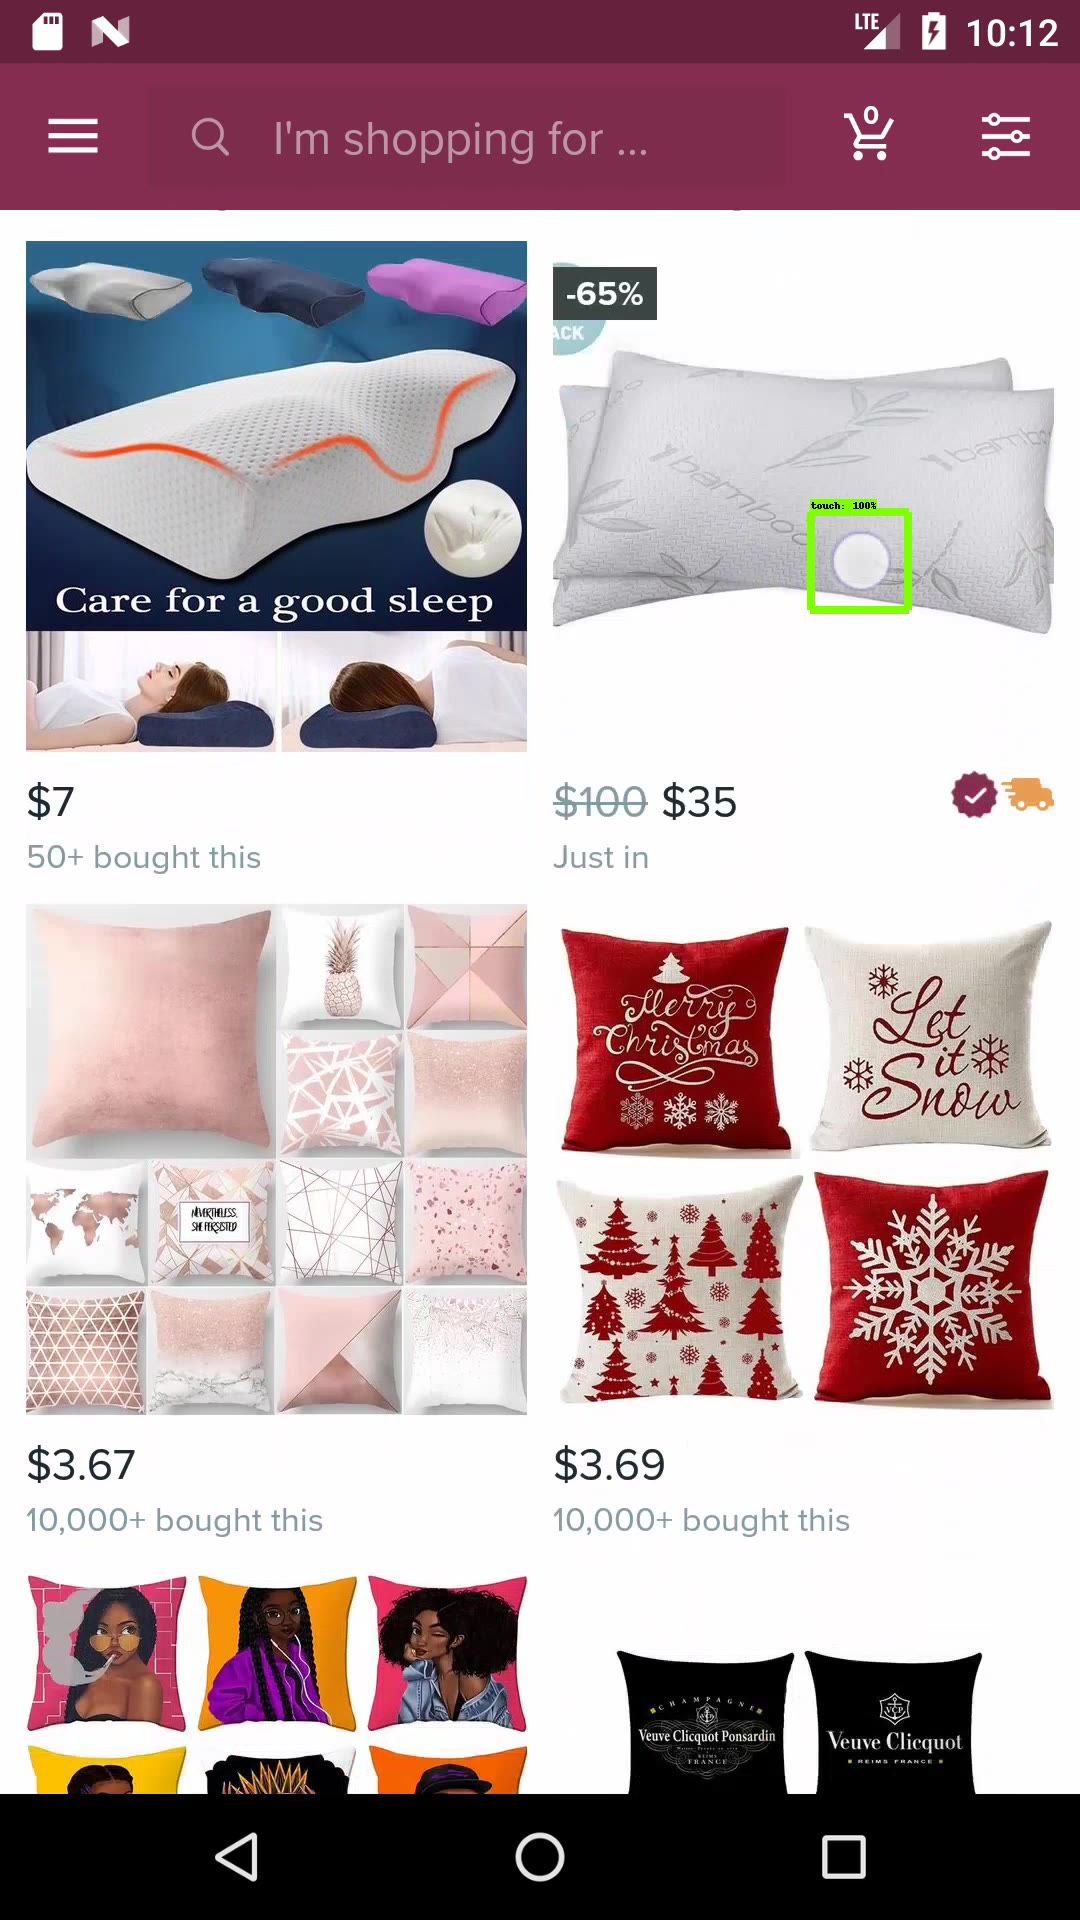 LTE 10:12
I'm shopping for ...
0
-65%
ACK
bamboo
bambo
touch: 100%
Care for a good sleep
$7
$100 $35
50+ bought this
Just in
Merry
Christmas
Let
it
Snow
NEVERTHELESS,
SHE PERSISTED
$3.67
$3.69
10,000+ bought this
10,000+ bought this
CHAMPAGNE
VCP
Veuve Clicquot Ponsardin
REIMS
FRANCE
VCP
Veuve Clicquot
REIMS FRANCE